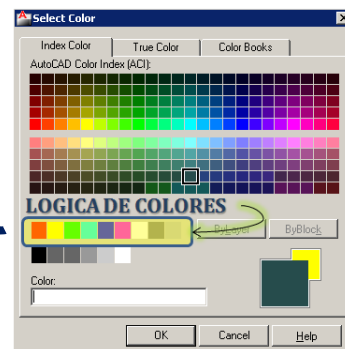 Select Color
Index Color
True Color
Color Books
AutoCAD Color Index (ACI):
LOGICA DE COLORES
ByLayer
ByBlock
Color:
OK
Cancel
Help